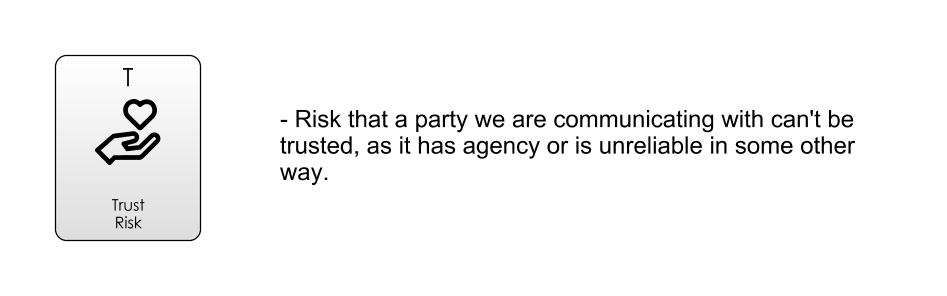 T
Trust
Risk
- Risk that a party we are communicating with can't be
trusted, as it has agency or is unreliable in some other
way.